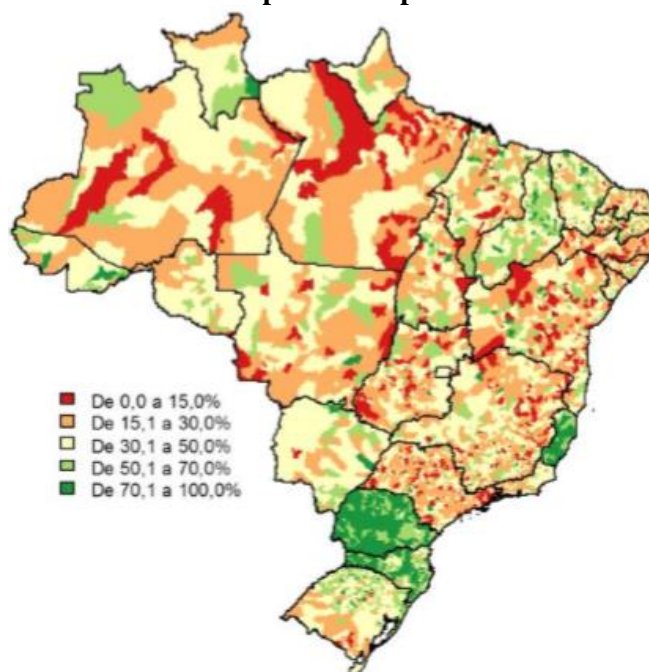 De 0,0 a 15,0%
De 15,1 a 30,0%
De 30,1 a 50,0%
De 50,1 a 70,0%
De 70,1 a 100,0%